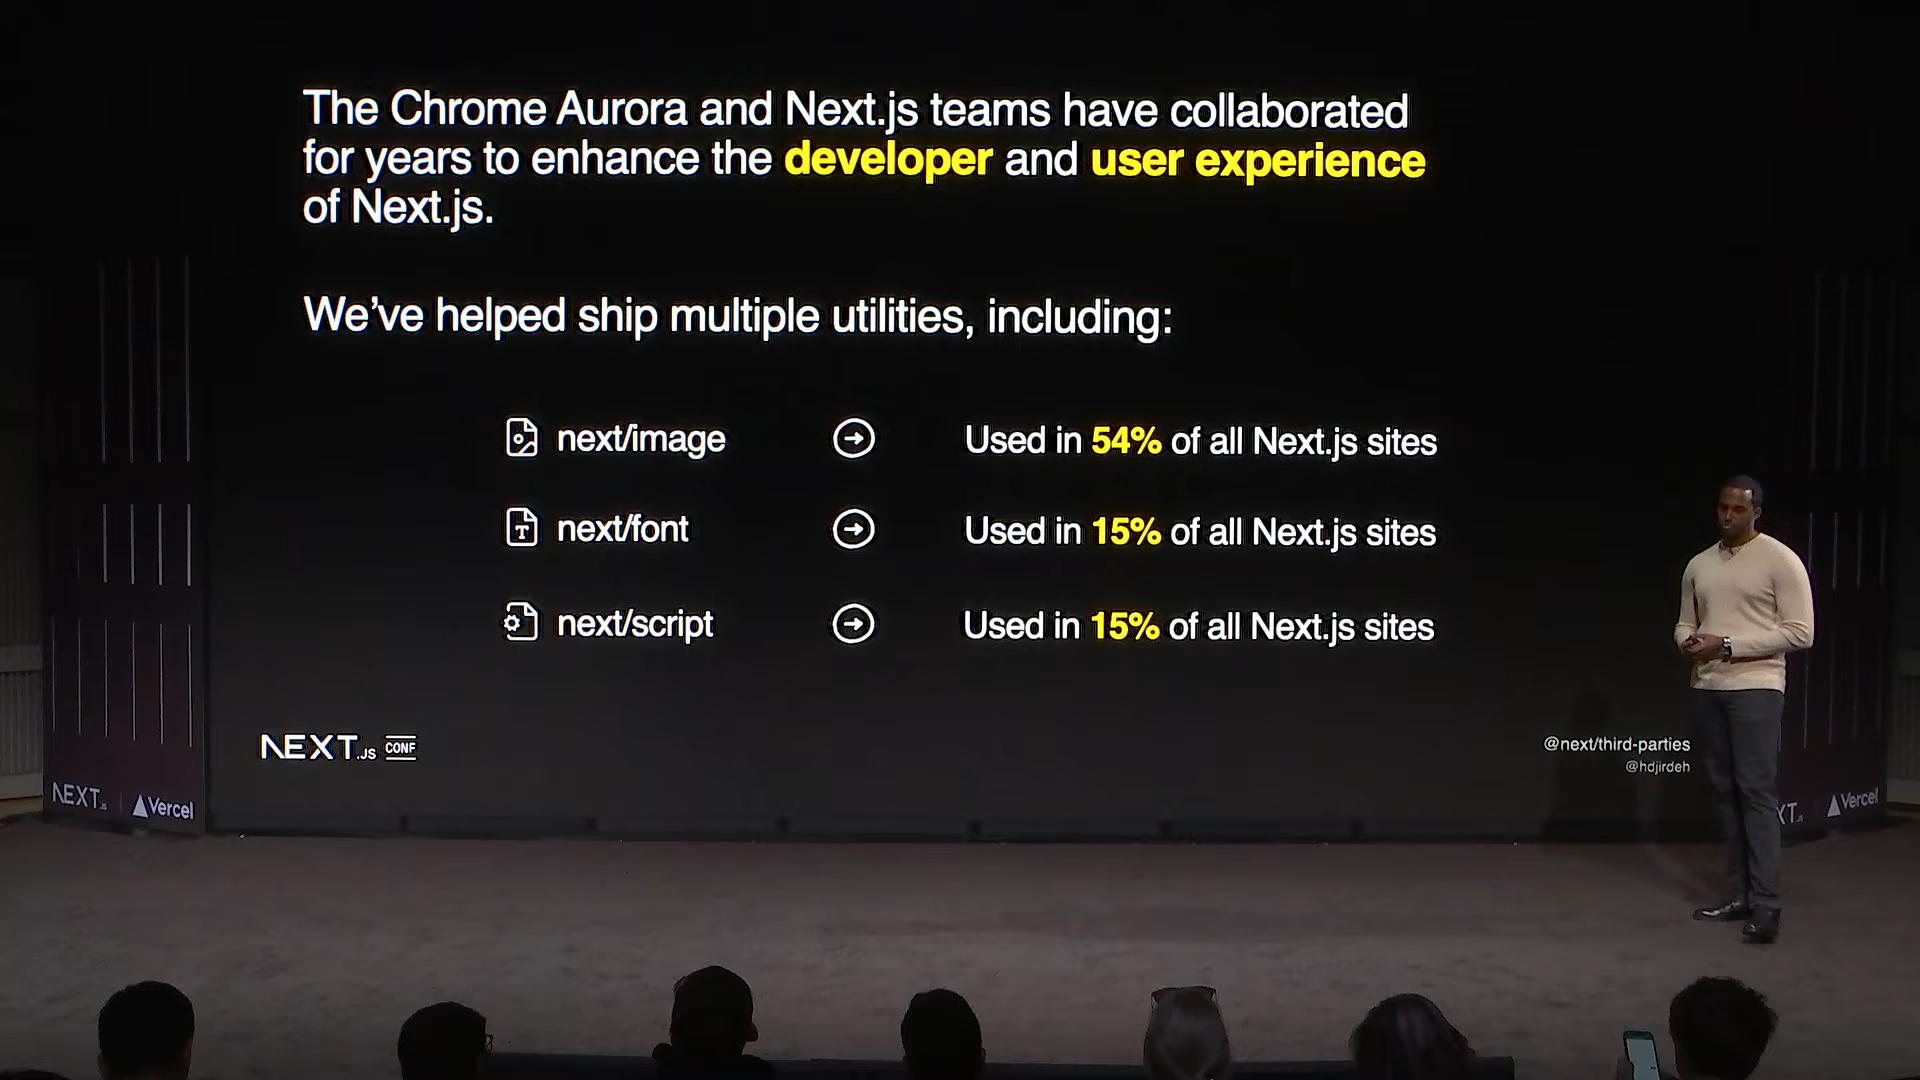 The Chrome Aurora and Next.js teams have collaborated
for years to enhance the developer and user experience
of Next.js.
We've helped ship multiple utilities, including:
next/image Used in 54% of all Next.js sites
next/font Used in 15% of all Next.js sites
next/script Used in 15% of all Next.js sites
NEXT.JS CONF
@next/third-parties
@hdjirdeh
NEXT.JS Vercel
XT.JS Vercel